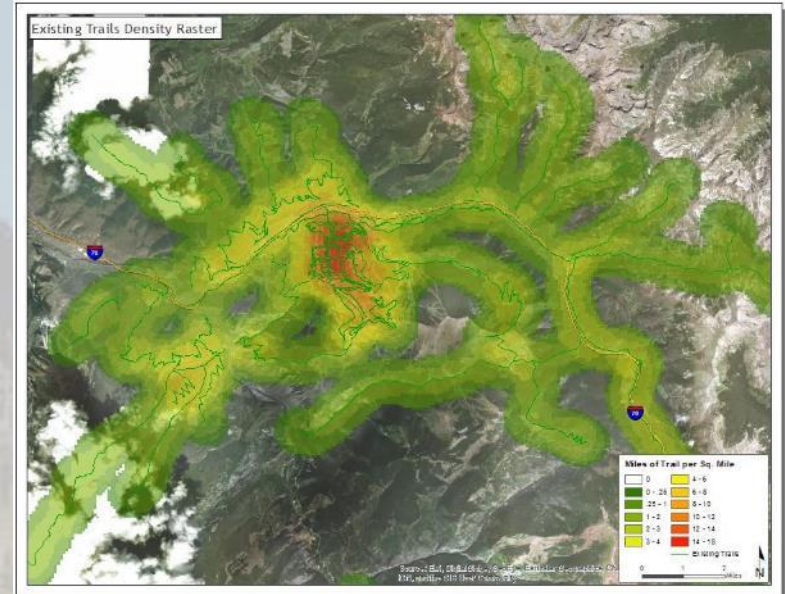 Existing Trails Density Raster
70
70
Miles of Trail per Sq. Mile
0
0 - .25
.25 - 1
1 - 2
2 - 3
3 - 4
4 - 6
6 - 8
8 - 10
10 - 12
12 - 14
Existing Trails
0 1 2
Miles
N